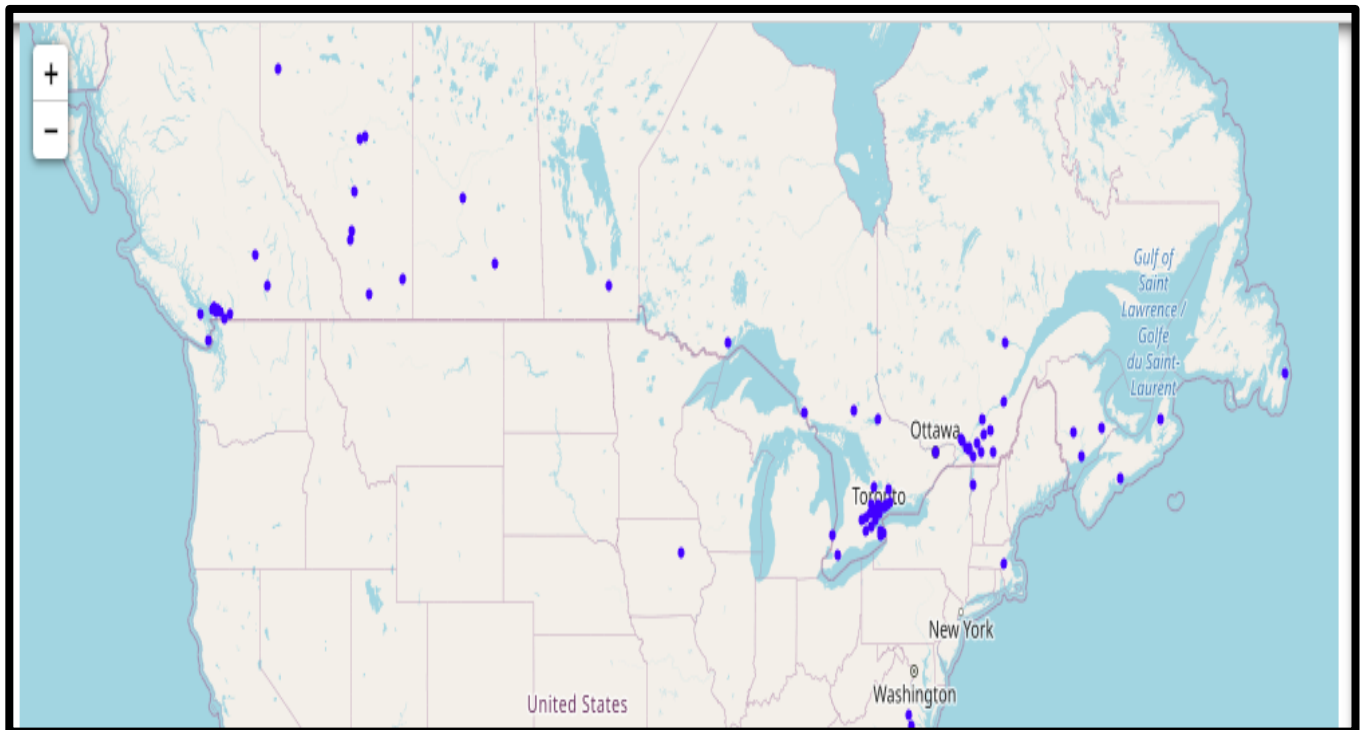 +
−
Gulf of
Saint
Lawrence /
Golfe
du Saint-
Laurent
Ottawa
Toronto
New York
Washington
United States